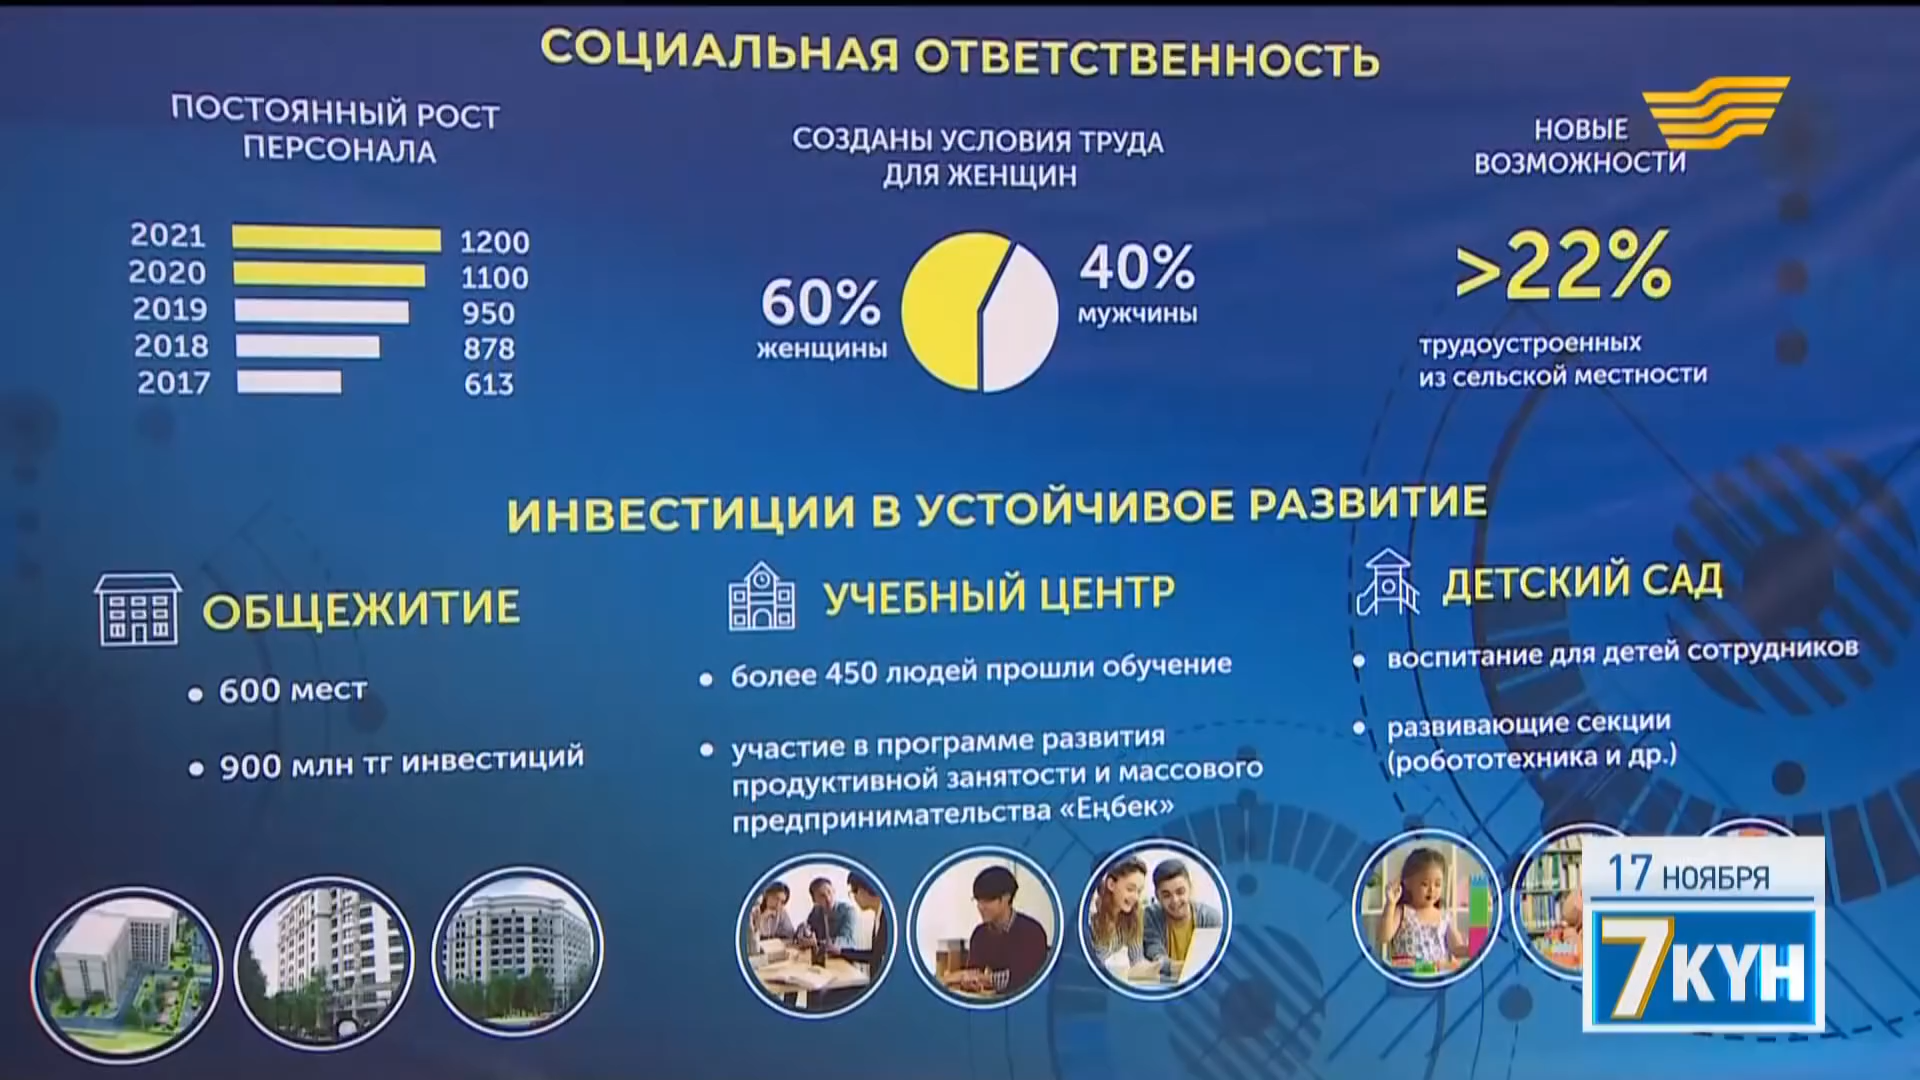 СОЦИАЛЬНАЯ ОТВЕТСТВЕННОСТЬ
ПОСТОЯННЫЙ РОСТ
ПЕРСОНАЛА
2021 1200
2020 1100
2019 950
2018 878
2017 613
СОЗДАНЫ УСЛОВИЯ ТРУДА
ДЛЯ ЖЕНЩИН
60%
женщины
40%
мужчины
НОВЫЕ
ВОЗМОЖНОСТИ
>22%
трудоустроенных
из сельской местности
ИНВЕСТИЦИИ В УСТОЙЧИВОЕ РАЗВИТИЕ
ОБЩЕЖИТИЕ
• 600 мест
• 900 млн тг инвестиций
УЧЕБНЫЙ ЦЕНТР
• более 450 людей прошли обучение
• участие в программе развития
продуктивной занятости и массового
предпринимательства «Еңбек»
ДЕТСКИЙ САД
• воспитание для детей сотрудников
• развивающие секции
(робототехника и др.)
17 НОЯБРЯ
7 КҮН